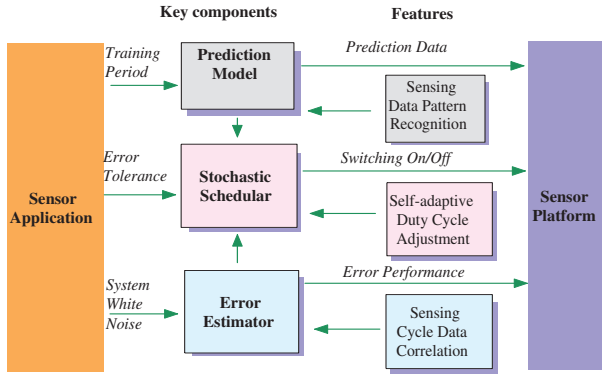 Key components
Features
Training
Period
Prediction
Model
Prediction Data
Sensing
Data Pattern
Recognition
Error
Tolerance
Stochastic
Schedular
Switching On/Off
Self-adaptive
Duty Cycle
Adjustment
Sensor
Application
Sensor
Platform
System
White
Noise
Error
Estimator
Error Performance
Sensing
Cycle Data
Correlation